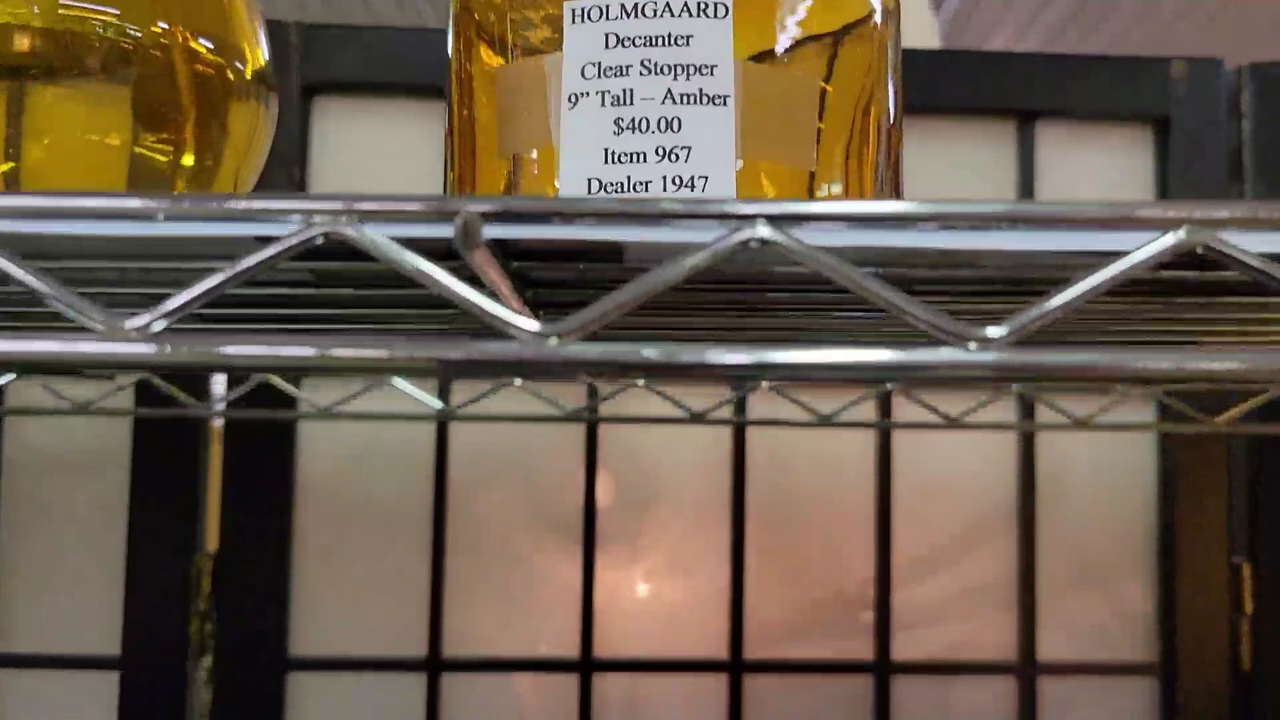 HOLMGAARD
Decanter
Clear Stopper
9” Tall – Amber
$40.00
Item 967
Dealer 1947